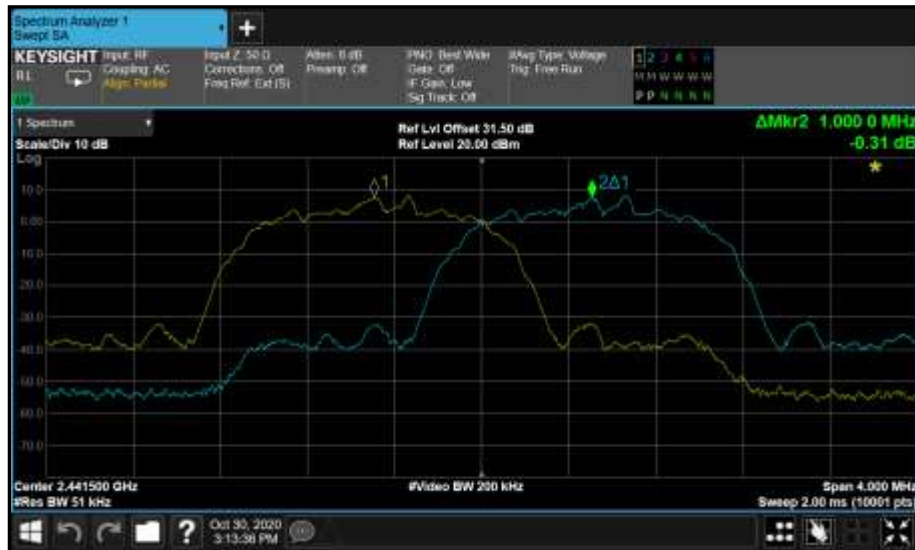 Spectrum Analyzer 1
Swept SA
+
KEYSIGHT
R1
Input: RF
Coupling: AC
Align: Partial
Input Z: 50 Ω
Corrections: Off
Freq Ref: Ext (S)
Atten: 8 dB
Preamp: Off
PNO: Best Wide
Gate: Off
IF Gain: Low
Sig Track: Off
#Avg Type: Voltage
Trig: Free Run
1 2 3 4 5 6
M M W W W W
P P N N N N
1 Spectrum
Scale/Div 10 dB
Log
Ref Lvl Offset 31.50 dB
Ref Level 20.00 dBm
ΔMkr2 1.000 0 MHz
-0.31 dB
10.0
0.00
-10.0
-20.0
-30.0
-40.0
-50.0
-60.0
-70.0
1
2Δ1
Center 2.441500 GHz
#Res BW 51 kHz
#Video BW 200 kHz
Span 4.000 MHz
Sweep 2.00 ms (10001 pts)
?
Oct 30, 2020
3:13:36 PM